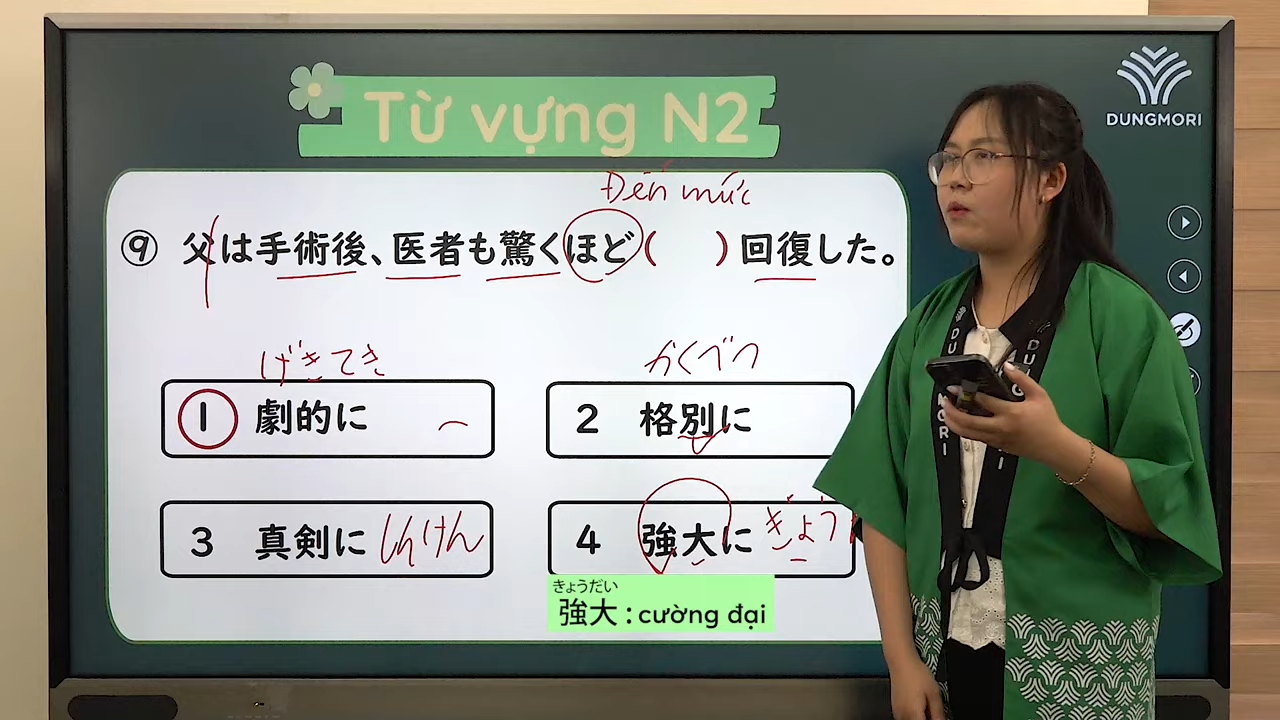 Từ vựng N2
DUNGMORI
Đến mức
⑨ 父は手術後、医者も驚くほど(　　)回復した。
げきてき
1 劇的に
かくべつ
2 格別に
3 真剣に しんけん
4 強大に きょう
きょうだい
強大 : cường đại